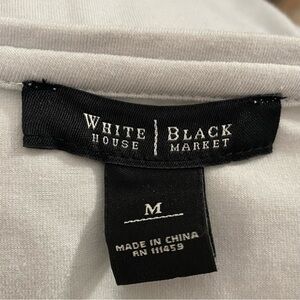 WHITE | BLACK
HOUSE | MARKET
M
MADE IN CHINA
RN 111459